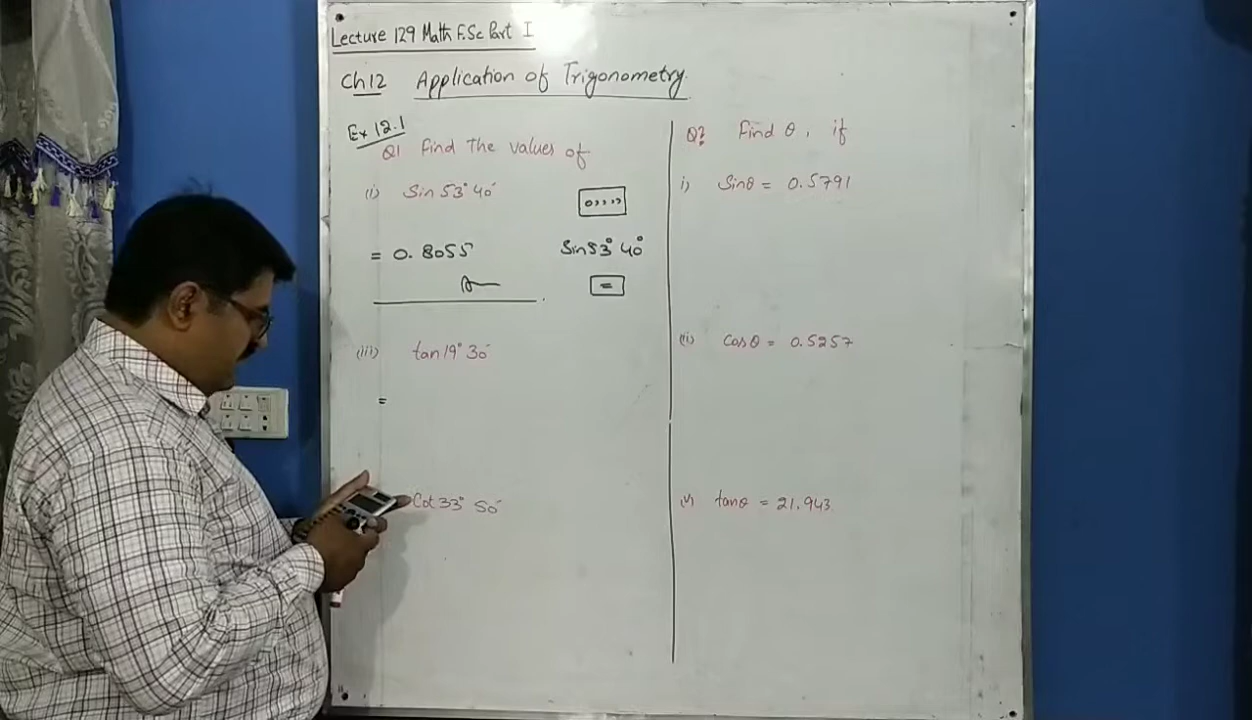 Lecture 129 Math F.Sc Part I
Ch12 Application of Trigonometry
Ex 12.1
Q1 Find the values of
(i) Sin 53° 40'
0,,,,
= 0.8055
Sin 53° 40°
=
(iii) tan 19° 30'
=
Cot 33° 50'
Q2 Find θ, if
i) Sinθ = 0.5791
(ii) Cosθ = 0.5257
tanθ = 21.943